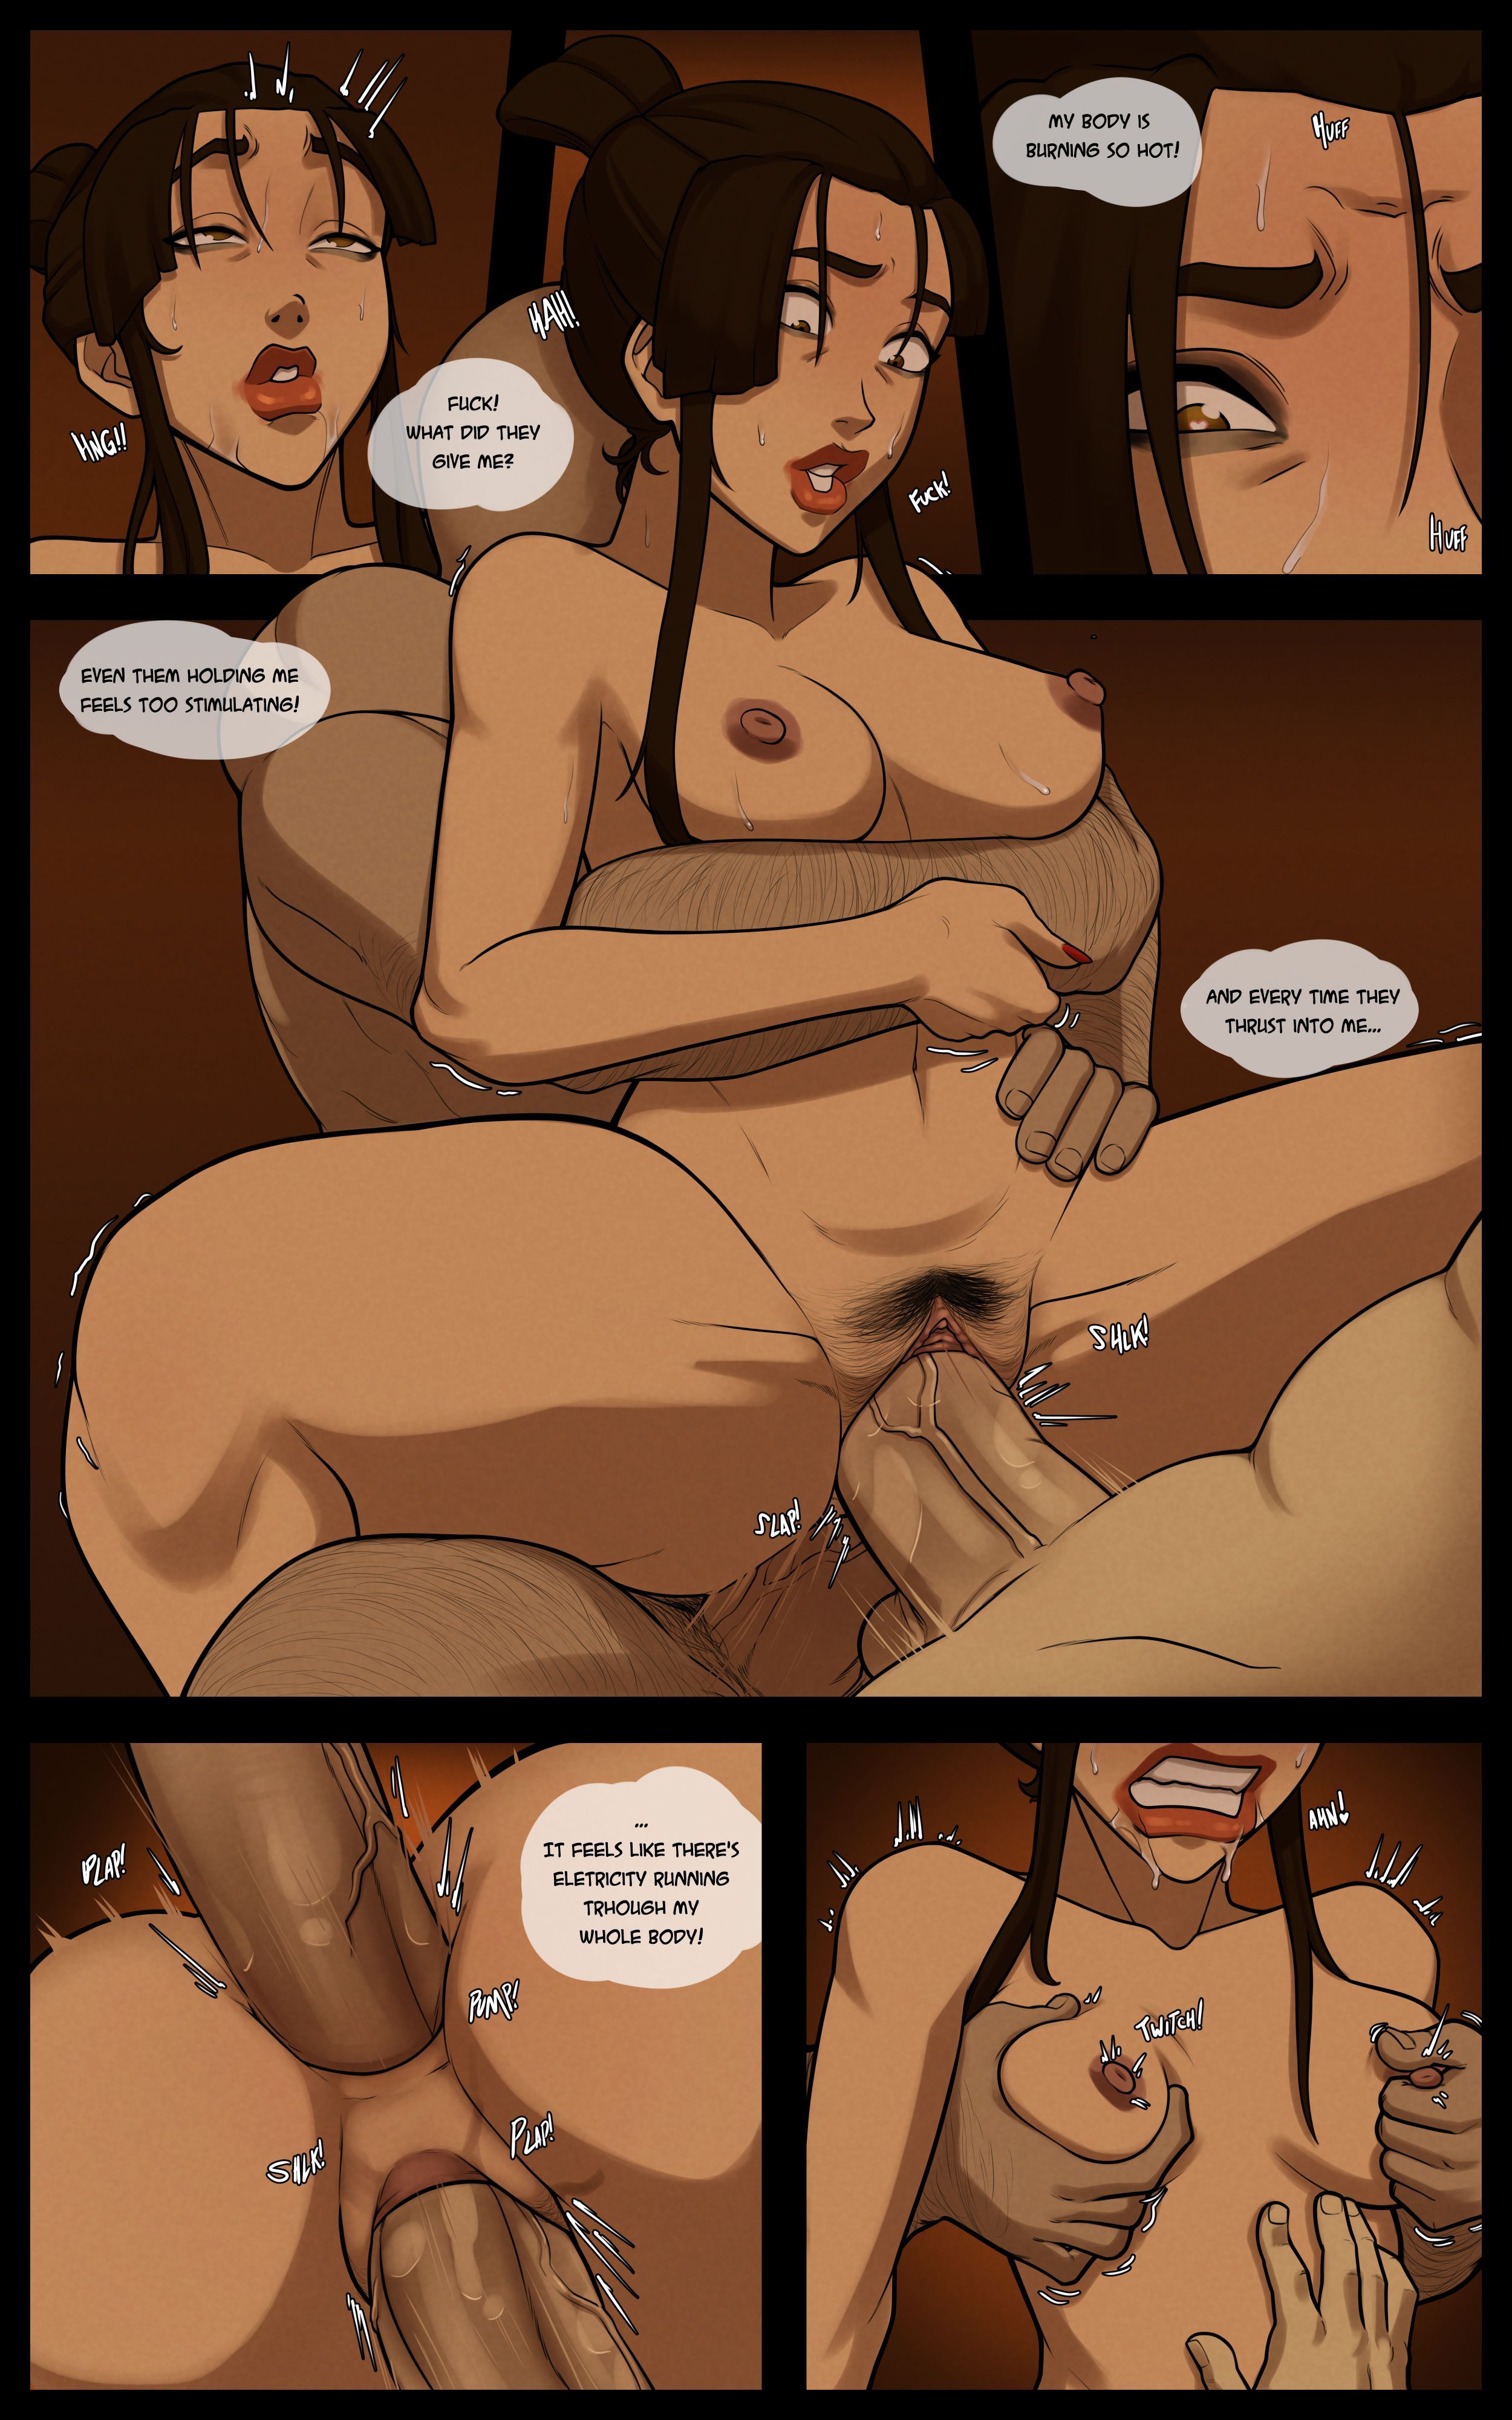 HNG!!
HAH!
FUCK!
WHAT DID THEY
GIVE ME?
FUCK!
MY BODY IS
BURNING SO HOT!
HUFF
HUFF
EVEN THEM HOLDING ME
FEELS TOO STIMULATING!
AND EVERY TIME THEY
THRUST INTO ME...
SHLK!
SLAP!
PLAP!
...
IT FEELS LIKE THERE'S
ELETRICITY RUNNING
TRHOUGH MY
WHOLE BODY!
PUMP!
PLAP!
SHLK!
AHN!
TWITCH!